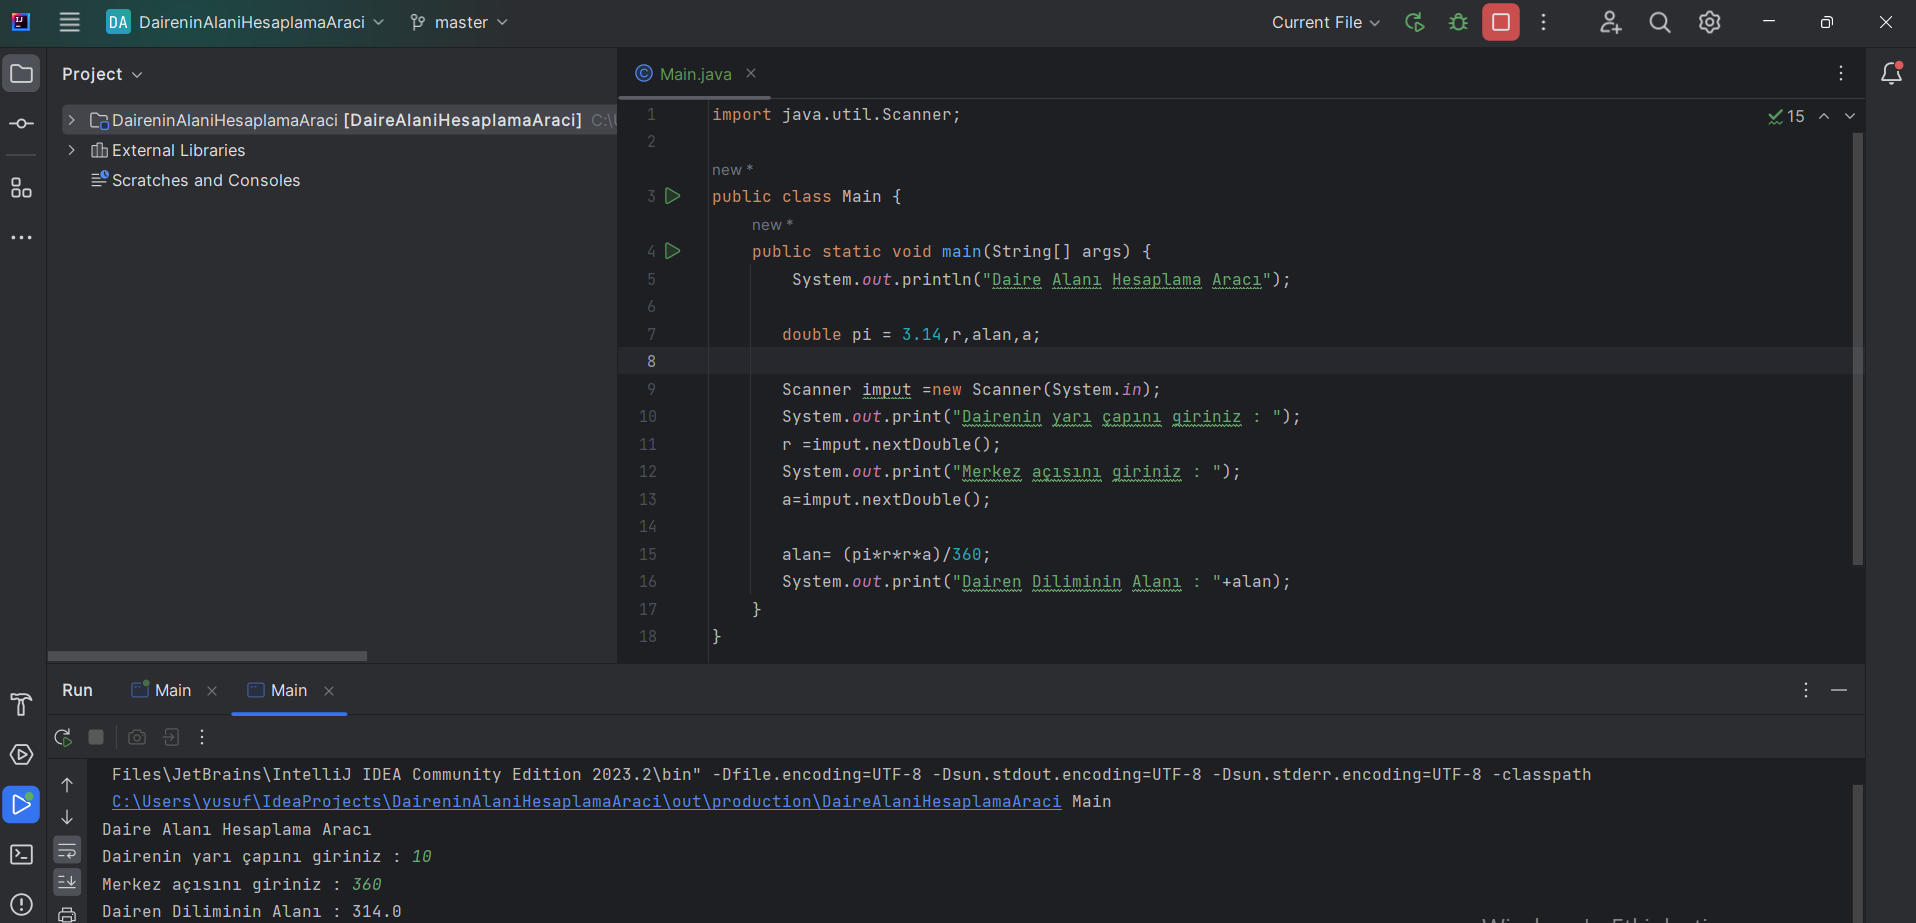 DA DaireninAlaniHesaplamaAraci master Current File
Project
Main.java
DaireninAlaniHesaplamaAraci [DaireAlaniHesaplamaAraci] C:\U
External Libraries
Scratches and Consoles
15
1 import java.util.Scanner;
2
new *
3 public class Main {
new *
4 public static void main(String[] args) {
5 System.out.println("Daire Alanı Hesaplama Aracı");
6
7 double pi = 3.14,r,alan,a;
8
9 Scanner imput =new Scanner(System.in);
10 System.out.print("Dairenin yarı çapını giriniz : ");
11 r =imput.nextDouble();
12 System.out.print("Merkez açısını giriniz : ");
13 a=imput.nextDouble();
14
15 alan= (pi*r*r*a)/360;
16 System.out.print("Dairen Diliminin Alanı : "+alan);
17 }
18 }
Run Main Main
Files\JetBrains\IntelliJ IDEA Community Edition 2023.2\bin" -Dfile.encoding=UTF-8 -Dsun.stdout.encoding=UTF-8 -Dsun.stderr.encoding=UTF-8 -classpath
C:\Users\yusuf\IdeaProjects\DaireninAlaniHesaplamaAraci\out\production\DaireAlaniHesaplamaAraci Main
Daire Alanı Hesaplama Aracı
Dairenin yarı çapını giriniz : 10
Merkez açısını giriniz : 360
Dairen Diliminin Alanı : 314.0